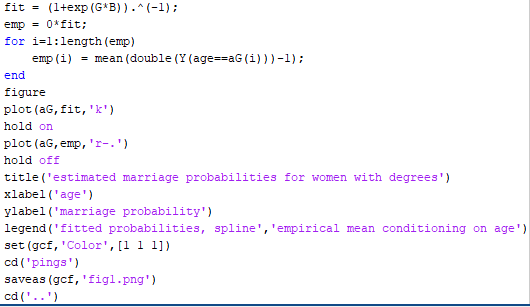 fit = (1+exp(G*B)).^(-1);
emp = 0*fit;
for i=1:length(emp)
    emp(i) = mean(double(Y(age==aG(i)))-1);
end
figure
plot(aG,fit,'k')
hold on
plot(aG,emp,'r-.')
hold off
title('estimated marriage probabilities for women with degrees')
xlabel('age')
ylabel('marriage probability')
legend('fitted probabilities, spline','empirical mean conditioning on age')
set(gcf,'Color',[1 1 1])
cd('pings')
saveas(gcf,'fig1.png')
cd('..')